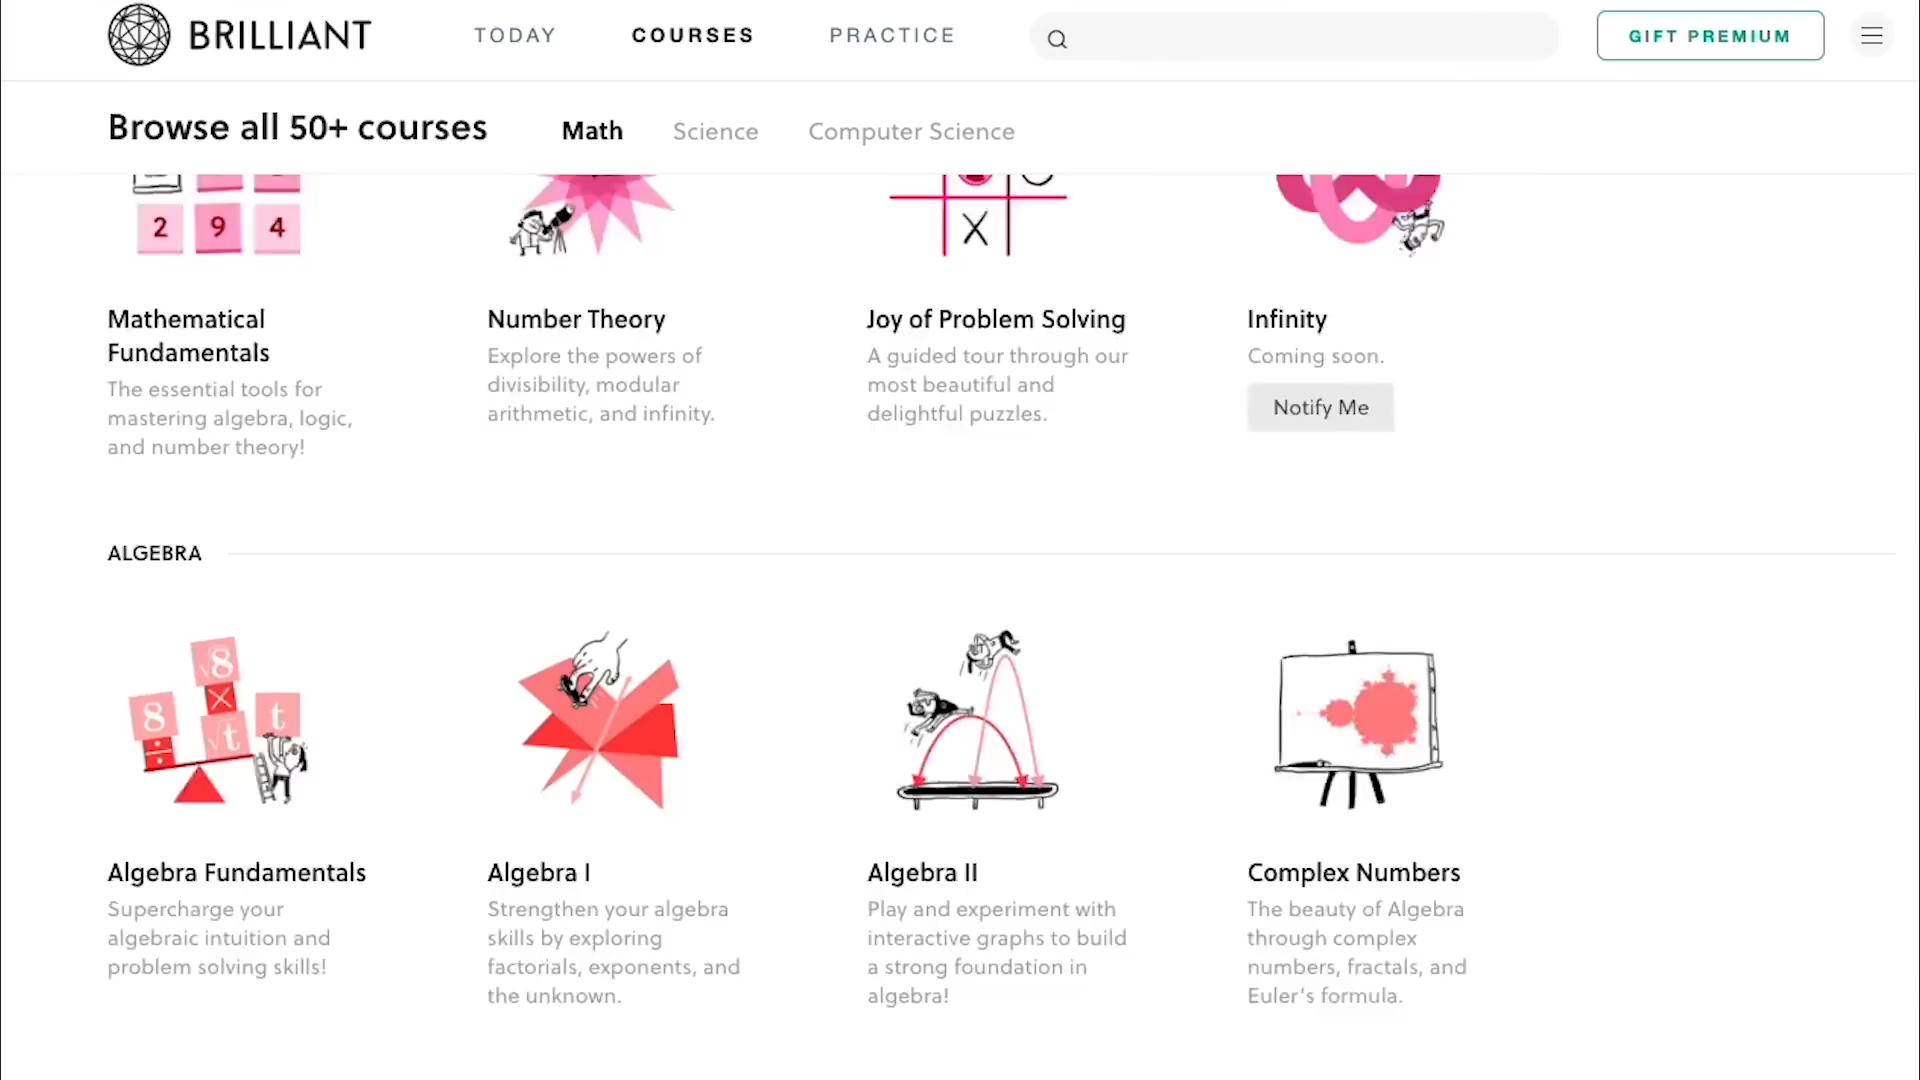 BRILLIANT TODAY COURSES PRACTICE GIFT PREMIUM
Browse all 50+ courses Math Science Computer Science
2 9 4
X
Mathematical
Fundamentals
The essential tools for
mastering algebra, logic,
and number theory!
Number Theory
Explore the powers of
divisibility, modular
arithmetic, and infinity.
Joy of Problem Solving
A guided tour through our
most beautiful and
delightful puzzles.
Infinity
Coming soon.
Notify Me
ALGEBRA
√8
×
8 √t t
÷
Algebra Fundamentals
Supercharge your
algebraic intuition and
problem solving skills!
Algebra I
Strengthen your algebra
skills by exploring
factorials, exponents, and
the unknown.
Algebra II
Play and experiment with
interactive graphs to build
a strong foundation in
algebra!
Complex Numbers
The beauty of Algebra
through complex
numbers, fractals, and
Euler's formula.